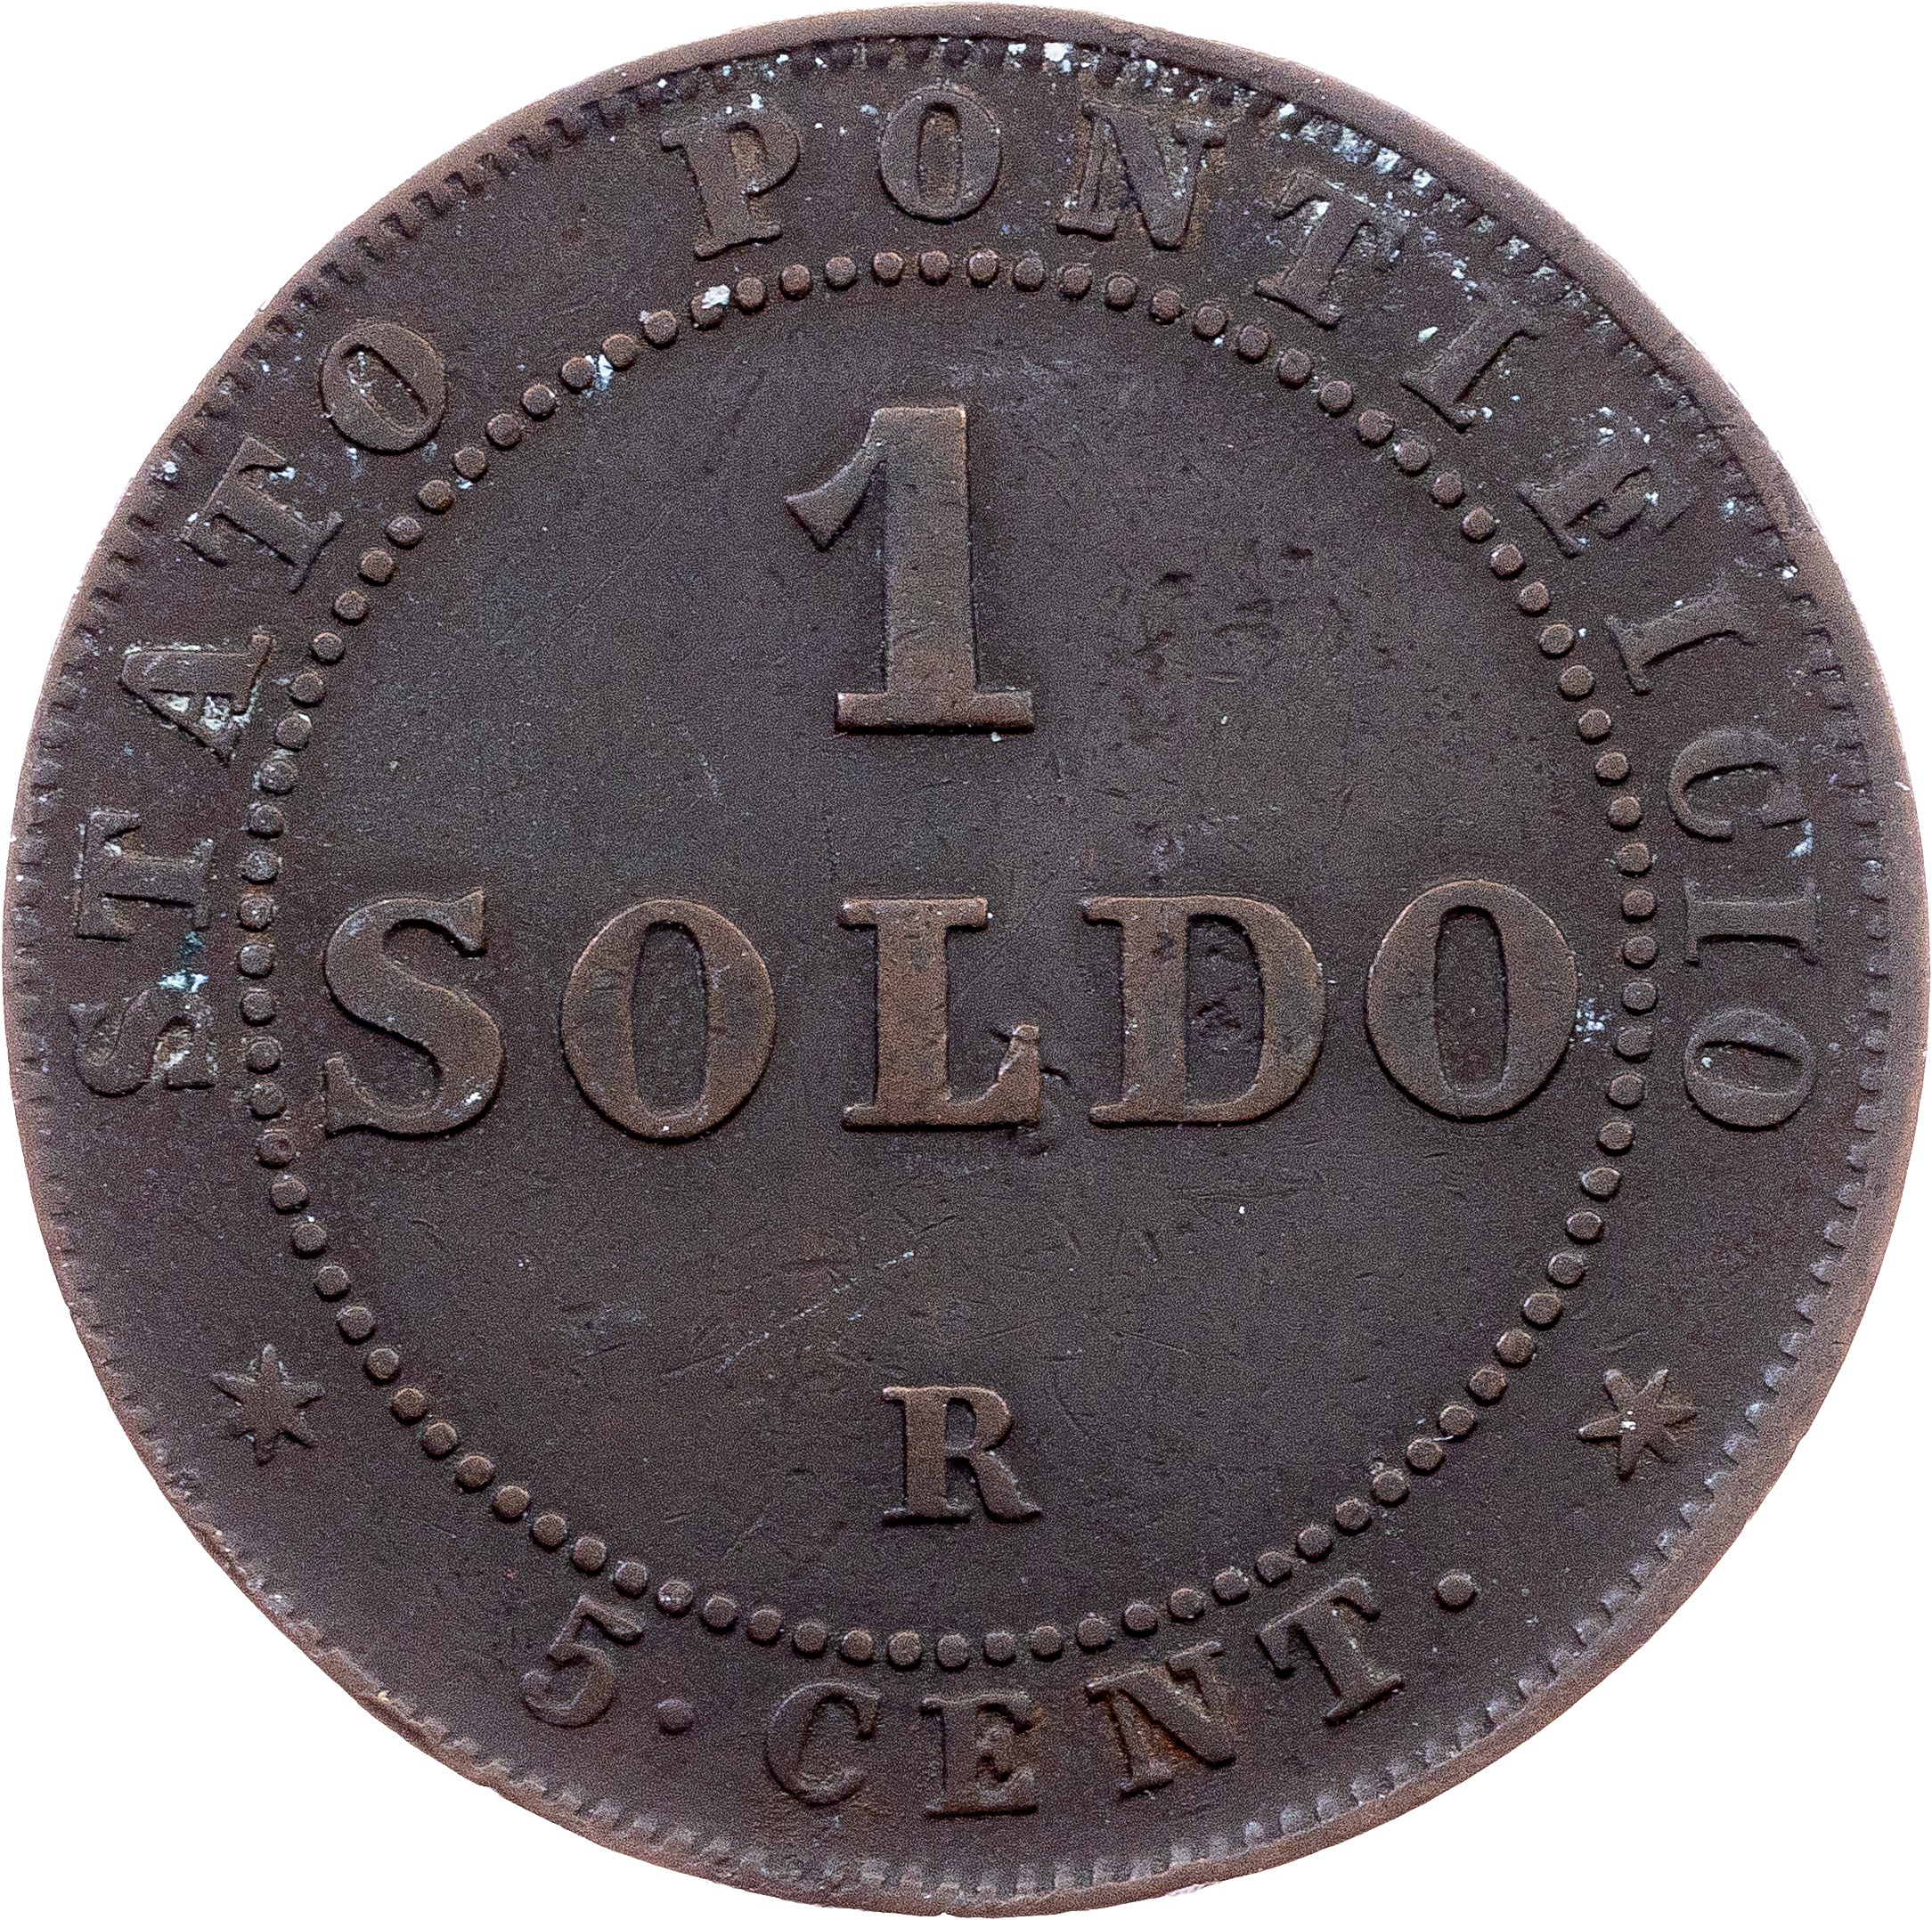 STATO PONTIFICIO
1
SOLDO
R
5 · CENT ·